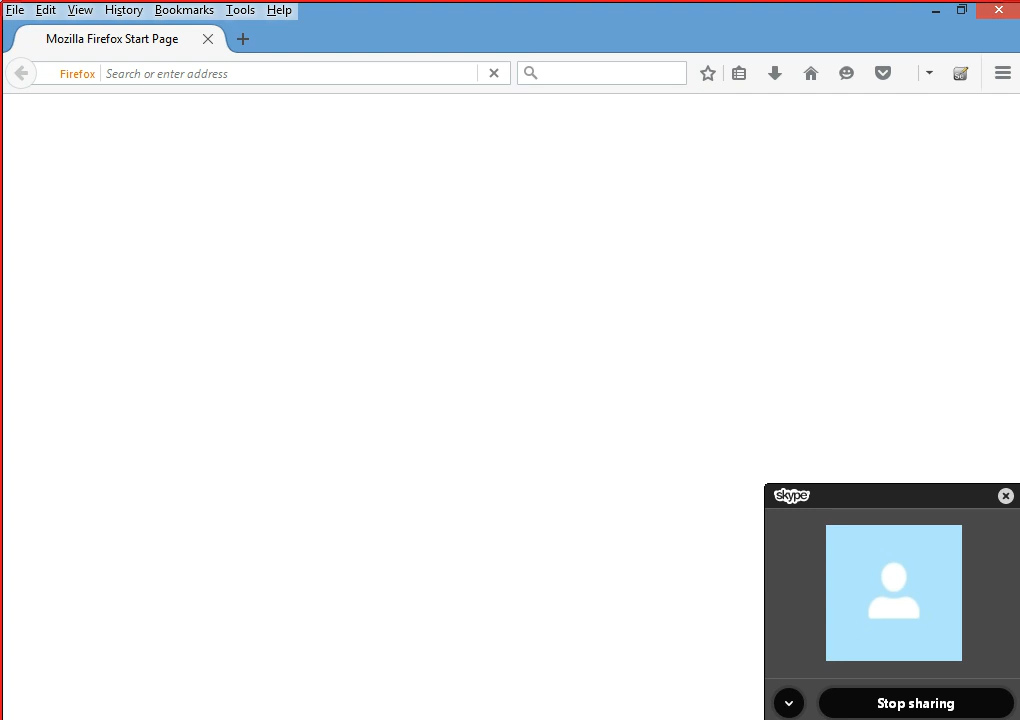 File Edit View History Bookmarks Tools Help
Mozilla Firefox Start Page
Firefox Search or enter address
skype
Stop sharing